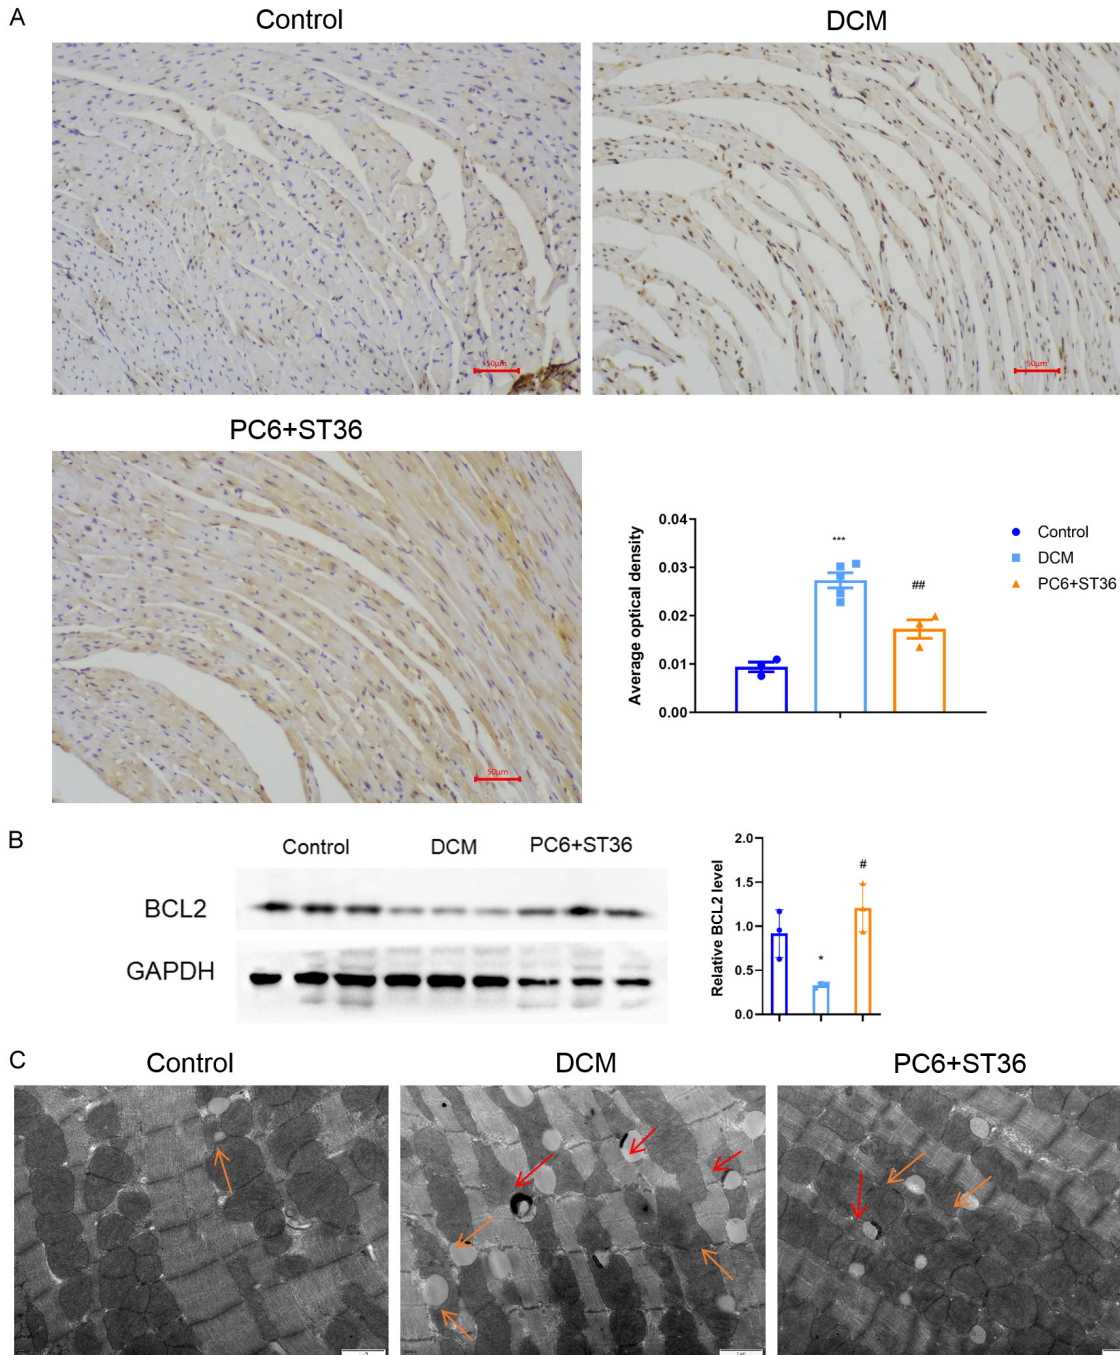 A
Control
DCM
50μm
50μm
PC6+ST36
50μm
Average optical density
0.04
0.03
0.02
0.01
0.00
***
##
Control
DCM
PC6+ST36
B
Control
DCM
PC6+ST36
BCL2
GAPDH
Relative BCL2 level
2.0
1.5
1.0
0.5
0.0
*
#
C
Control
DCM
PC6+ST36